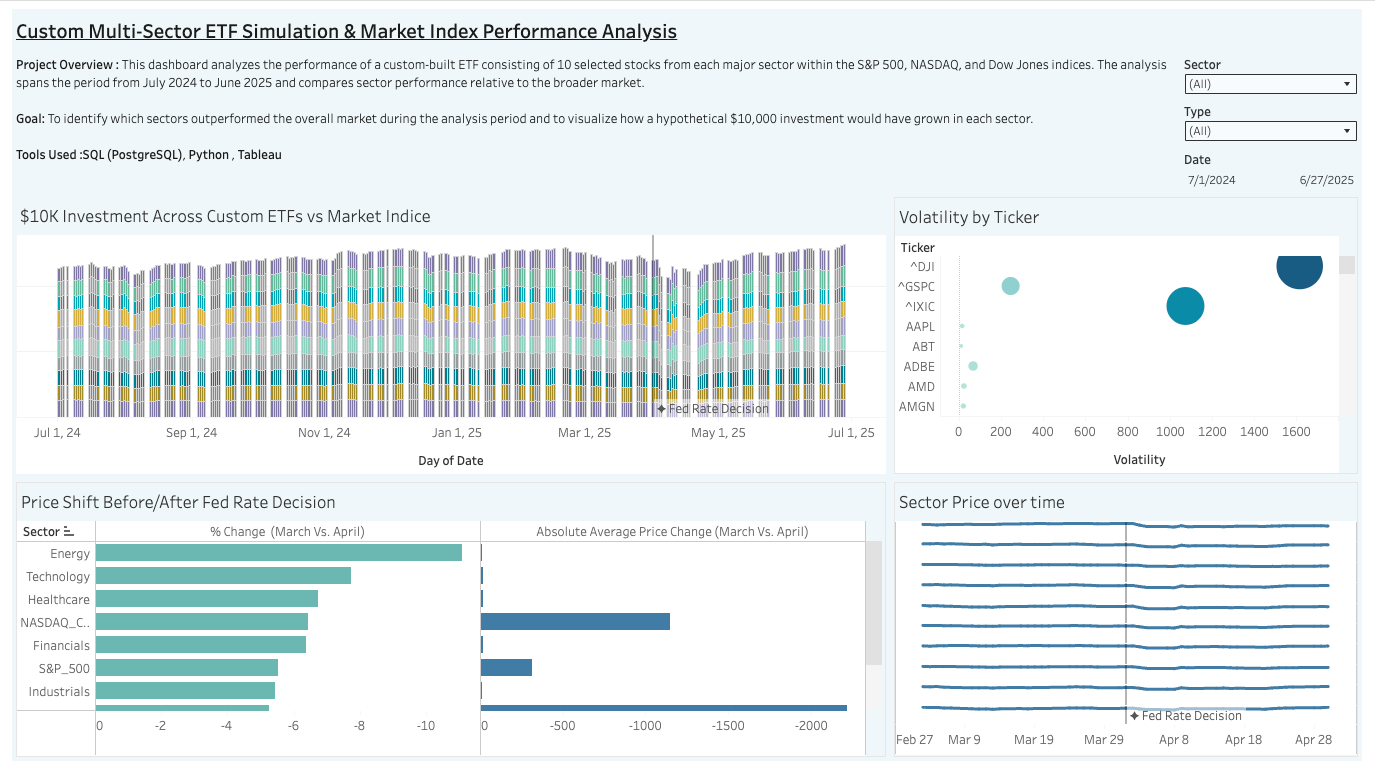 Custom Multi-Sector ETF Simulation & Market Index Performance Analysis
Project Overview : This dashboard analyzes the performance of a custom-built ETF consisting of 10 selected stocks from each major sector within the S&P 500, NASDAQ, and Dow Jones indices. The analysis
spans the period from July 2024 to June 2025 and compares sector performance relative to the broader market.
Goal: To identify which sectors outperformed the overall market during the analysis period and to visualize how a hypothetical $10,000 investment would have grown in each sector.
Tools Used :SQL (PostgreSQL), Python , Tableau
Sector
(All)
Type
(All)
Date
7/1/2024 6/27/2025
$10K Investment Across Custom ETFs vs Market Indice
Fed Rate Decision
Jul 1, 24 Sep 1, 24 Nov 1, 24 Jan 1, 25 Mar 1, 25 May 1, 25 Jul 1, 25
Day of Date
Volatility by Ticker
Ticker
^DJI
^GSPC
^IXIC
AAPL
ABT
ADBE
AMD
AMGN
0 200 400 600 800 1000 1200 1400 1600
Volatility
Price Shift Before/After Fed Rate Decision
Sector % Change (March Vs. April) Absolute Average Price Change (March Vs. April)
Energy
Technology
Healthcare
NASDAQ_C..
Financials
S&P_500
Industrials
0 -2 -4 -6 -8 -10 0 -500 -1000 -1500 -2000
Sector Price over time
Fed Rate Decision
Feb 27 Mar 9 Mar 19 Mar 29 Apr 8 Apr 18 Apr 28